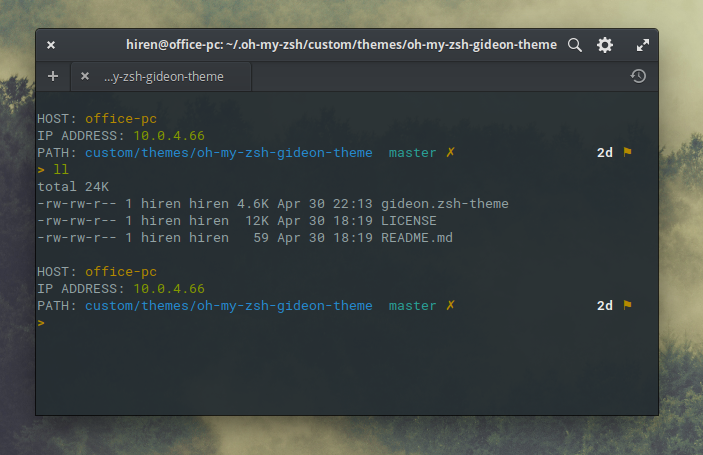 hiren@office-pc: ~/.oh-my-zsh/custom/themes/oh-my-zsh-gideon-theme
...y-zsh-gideon-theme
HOST: office-pc
IP ADDRESS: 10.0.4.66
PATH: custom/themes/oh-my-zsh-gideon-theme master ✗ 2d ⚑
> ll
total 24K
-rw-rw-r-- 1 hiren hiren 4.6K Apr 30 22:13 gideon.zsh-theme
-rw-rw-r-- 1 hiren hiren 12K Apr 30 18:19 LICENSE
-rw-rw-r-- 1 hiren hiren 59 Apr 30 18:19 README.md
HOST: office-pc
IP ADDRESS: 10.0.4.66
PATH: custom/themes/oh-my-zsh-gideon-theme master ✗ 2d ⚑
>